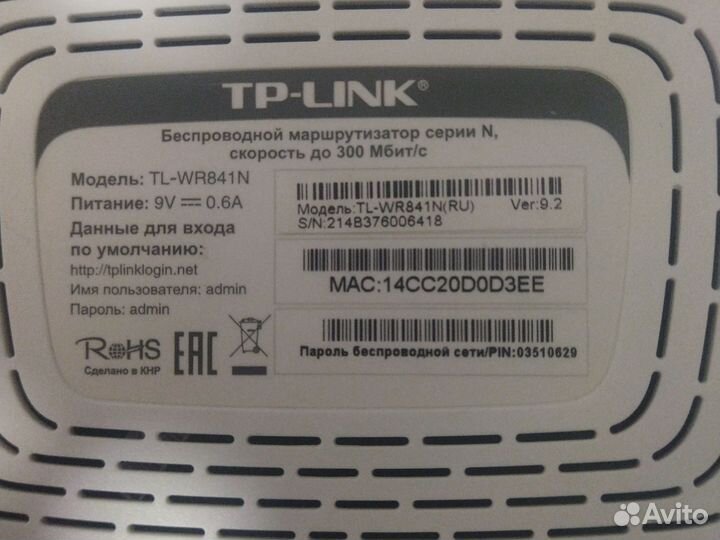 TP-LINK®
Беспроводной маршрутизатор серии N,
скорость до 300 Мбит/с
Модель: TL-WR841N
Питание: 9V ⎓ 0.6A
Данные для входа
по умолчанию:
http://tplinklogin.net
Имя пользователя: admin
Пароль: admin
RoHS
Сделано в КНР
EAC
Модель:TL-WR841N(RU) Ver:9.2
S/N:214B376006418
MAC:14CC20D0D3EE
Пароль беспроводной сети/PIN:03510629
Avito